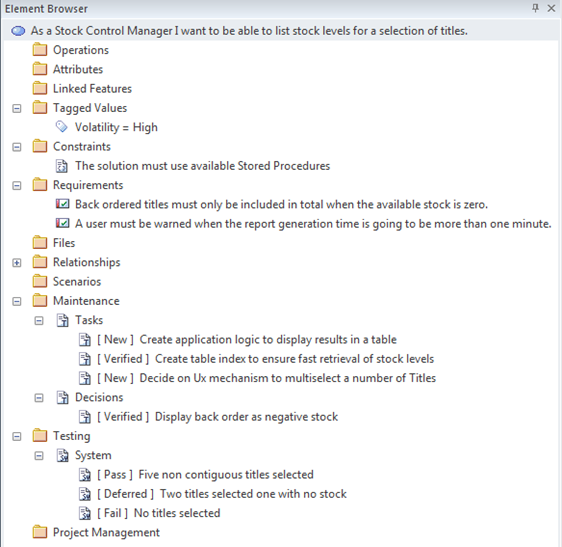 Element Browser
As a Stock Control Manager I want to be able to list stock levels for a selection of titles.
Operations
Attributes
Linked Features
Tagged Values
Volatility = High
Constraints
The solution must use available Stored Procedures
Requirements
Back ordered titles must only be included in total when the available stock is zero.
A user must be warned when the report generation time is going to be more than one minute.
Files
Relationships
Scenarios
Maintenance
Tasks
[ New ] Create application logic to display results in a table
[ Verified ] Create table index to ensure fast retrieval of stock levels
[ New ] Decide on Ux mechanism to multiselect a number of Titles
Decisions
[ Verified ] Display back order as negative stock
Testing
System
[ Pass ] Five non contiguous titles selected
[ Deferred ] Two titles selected one with no stock
[ Fail ] No titles selected
Project Management